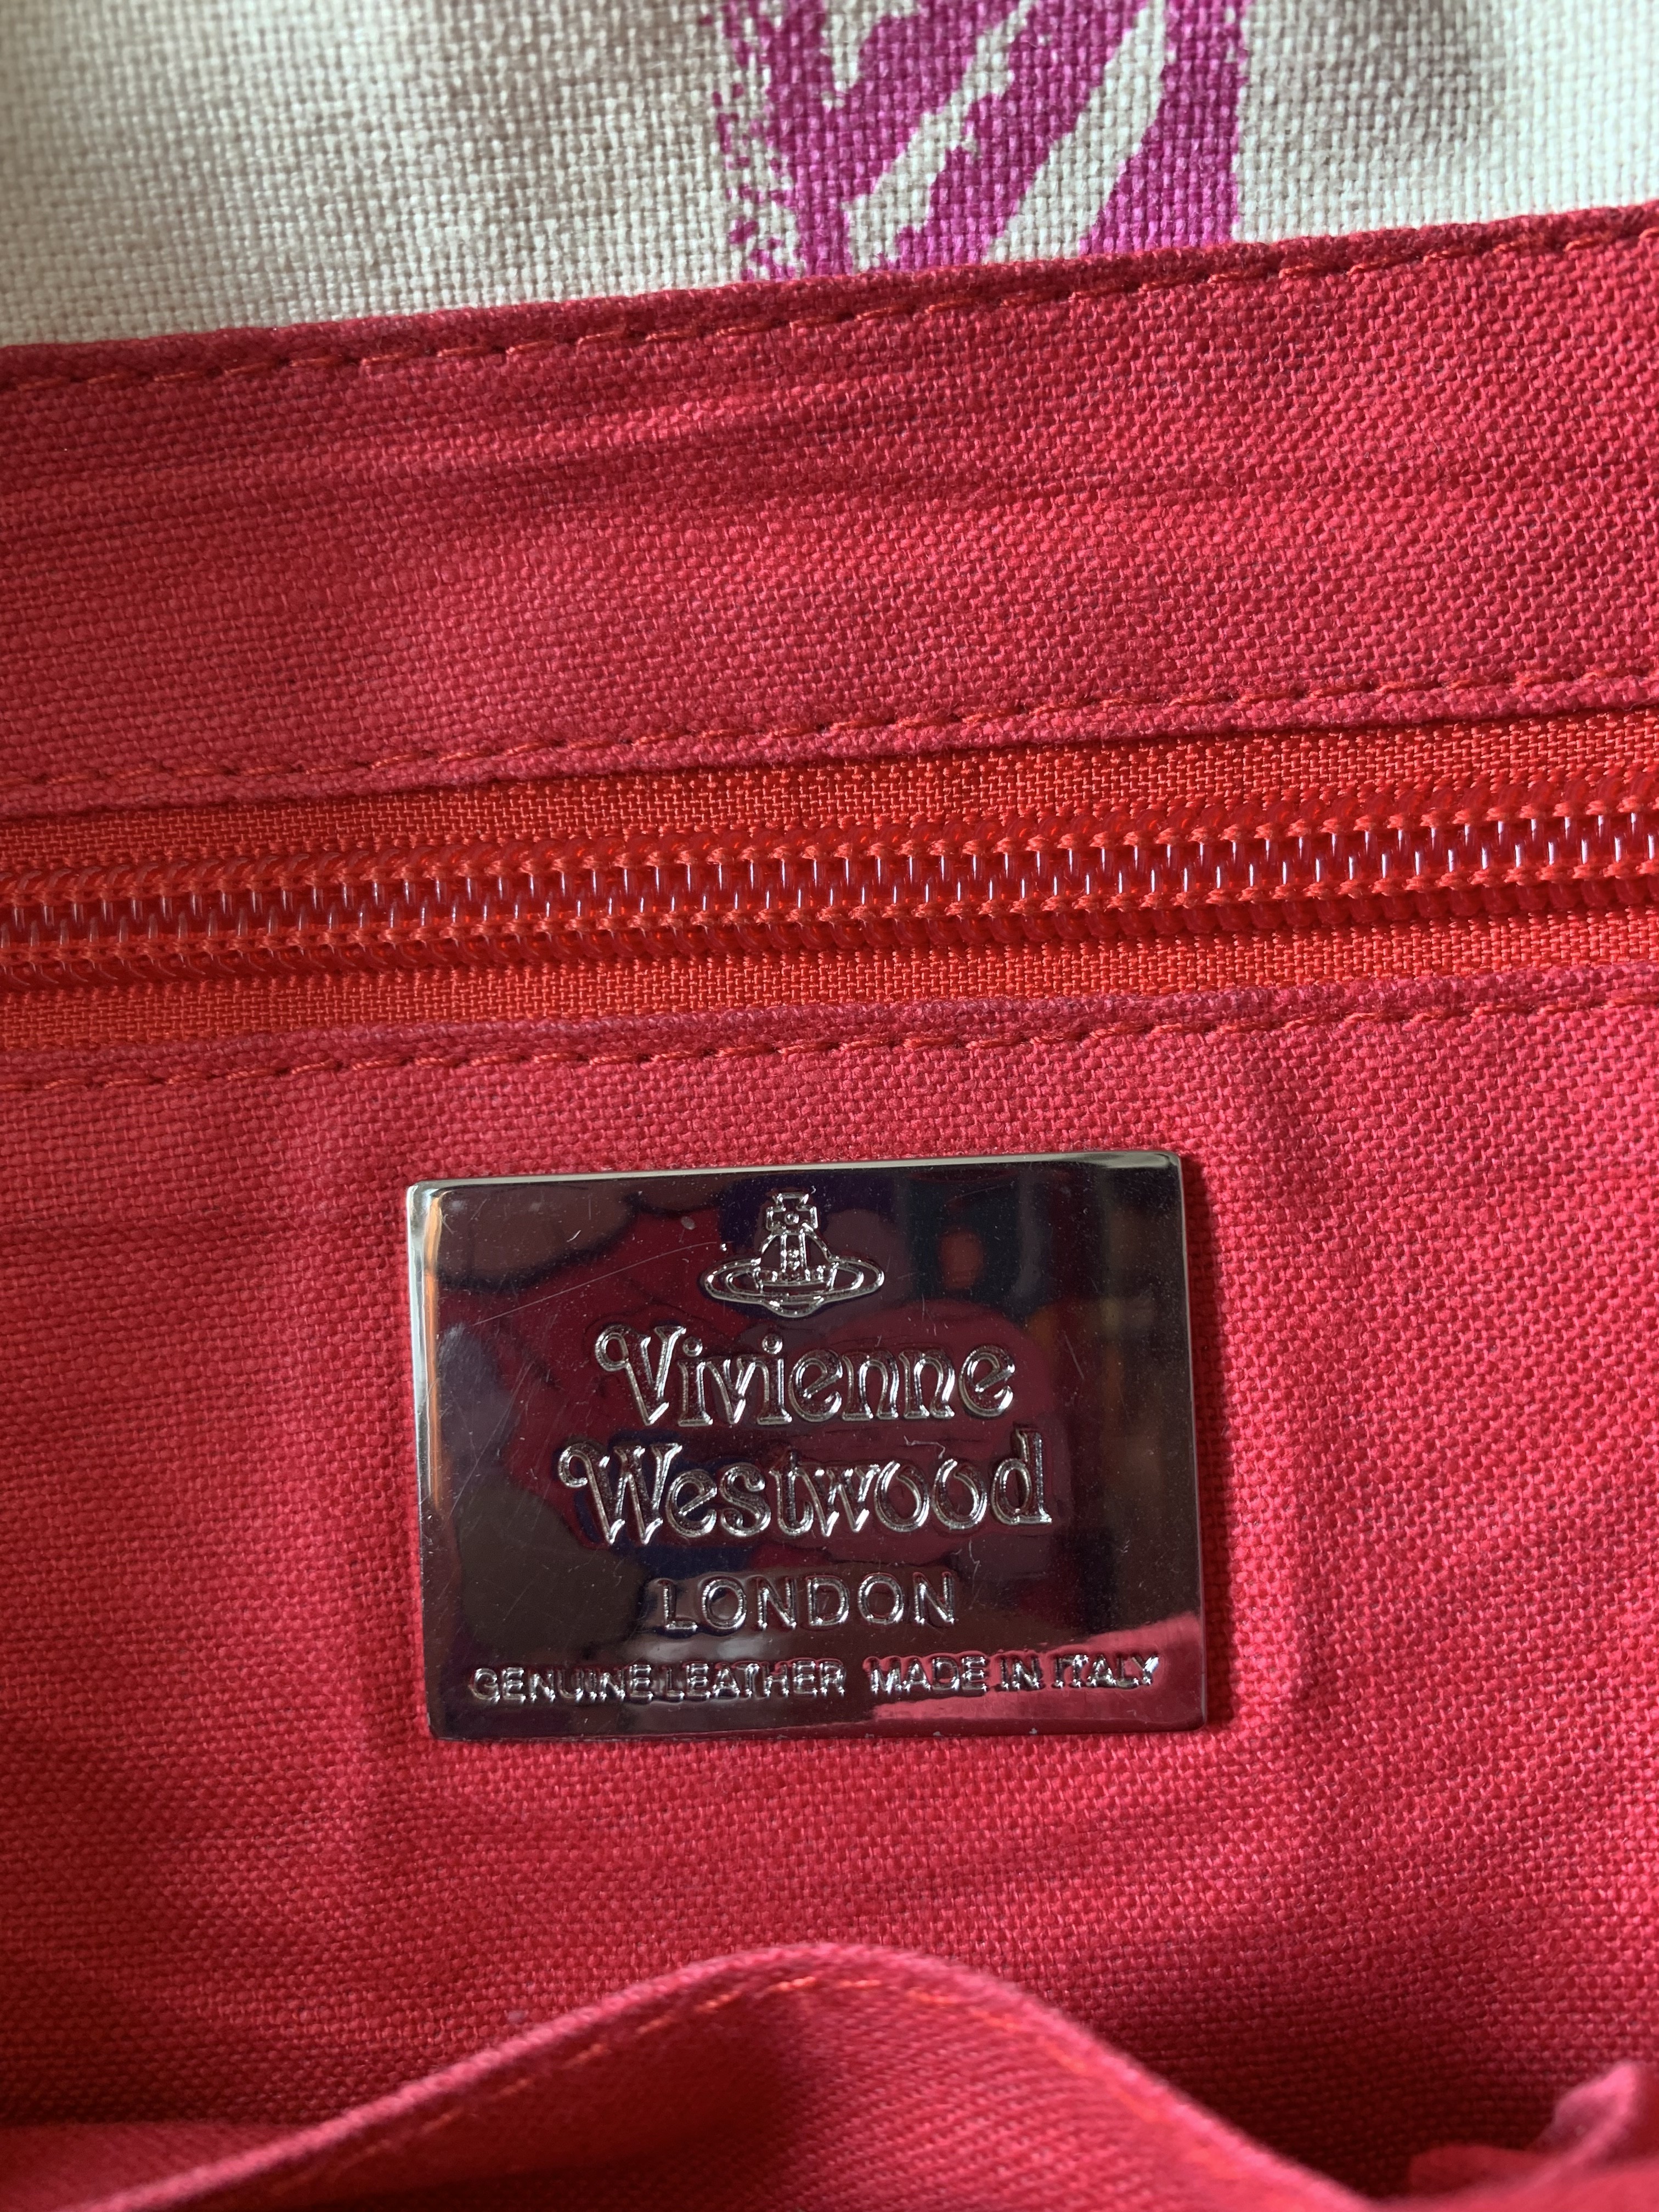 Vivienne
Westwood
LONDON
GENUINE LEATHER MADE IN ITALY